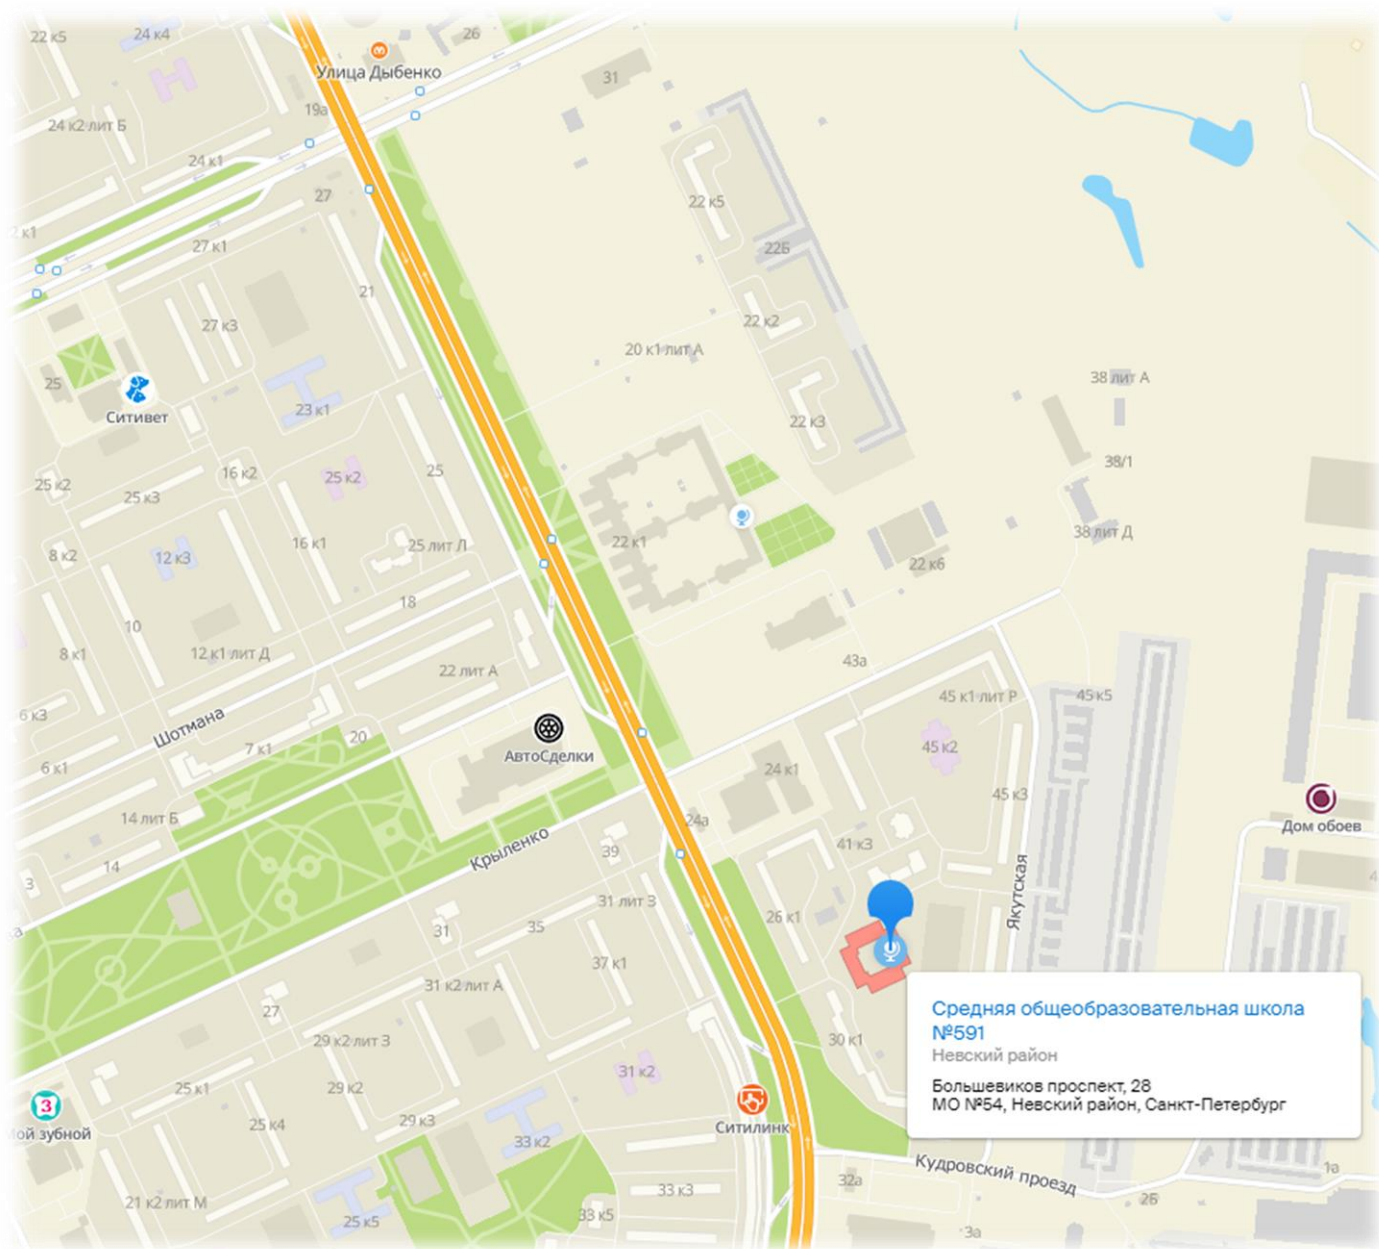 22 к5
24 к4
26
Улица Дыбенко
31
19а
24 к2 лит Б
24 к1
27
22 к5
2 к1
27 к1
22Б
21
27 к3
22 к2
20 к1 лит А
25
38 лит А
Ситивет
23 к1
22 к3
38/1
25
16 к2
25 к2
25 к2
25 к3
38 лит Д
22 к1
16 к1
25 лит Л
8 к2
12 к3
22 к6
18
10
8 к1
12 к1 лит Д
43а
22 лит А
45 к1 лит Р
45 к5
6 к3
Шотмана
20
7 к1
45 к2
АвтоСделки
6 к1
24 к1
45 к3
14 лит Б
24а
Дом обоев
Крыленко
39
41 к3
14
3
Якутская
31 лит З
26 к1
31
35
37 к1
31 к2 лит А
27
Средняя общеобразовательная школа
№591
29 к2 лит З
30 к1
Невский район
31 к2
25 к1
29 к2
Большевиков проспект, 28
МО №54, Невский район, Санкт-Петербург
З
Мой зубной
25 к4
29 к3
Ситилинк
33 к2
Кудровский проезд
1а
32а
33 к3
21 к2 лит М
2Б
25 к5
33 к5
3а